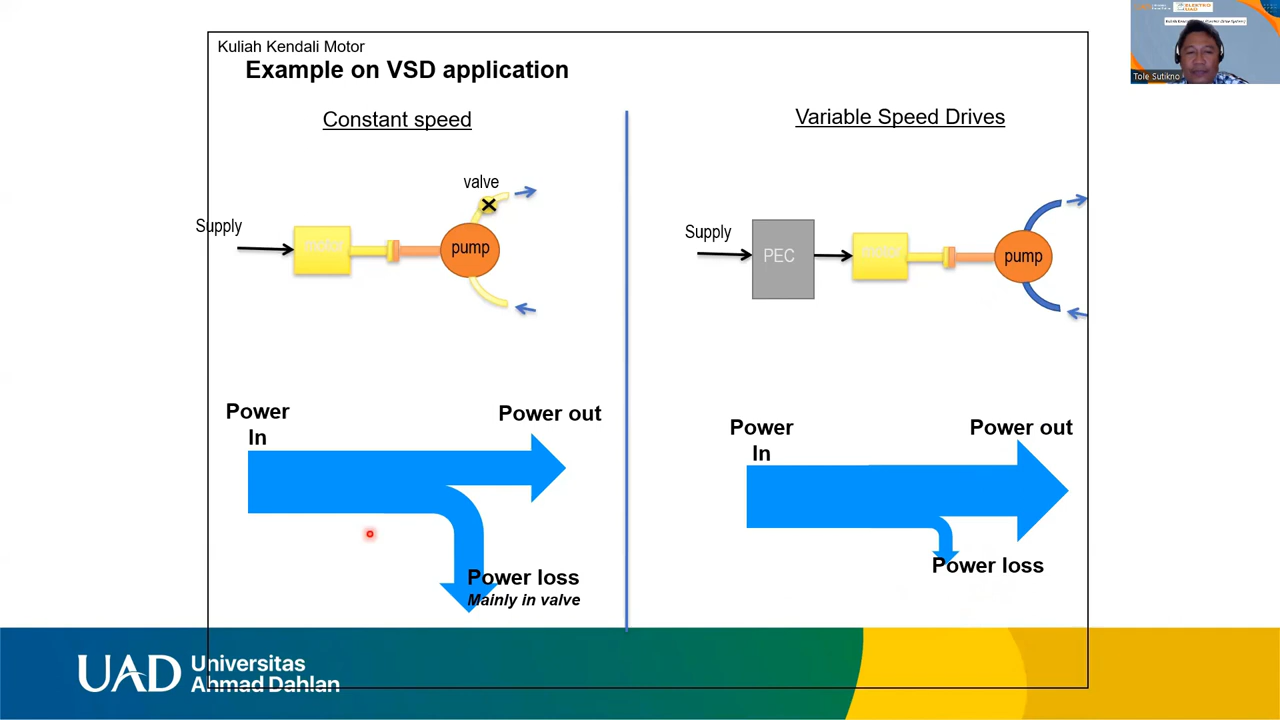 Kuliah Kendali Motor
Example on VSD application
Constant speed
valve
Supply
motor
pump
Power
In
Power out
Power loss
Mainly in valve
Variable Speed Drives
Supply
PEC
motor
pump
Power
In
Power out
Power loss
UAD
Universitas
Ahmad Dahlan
Tole Sutikno